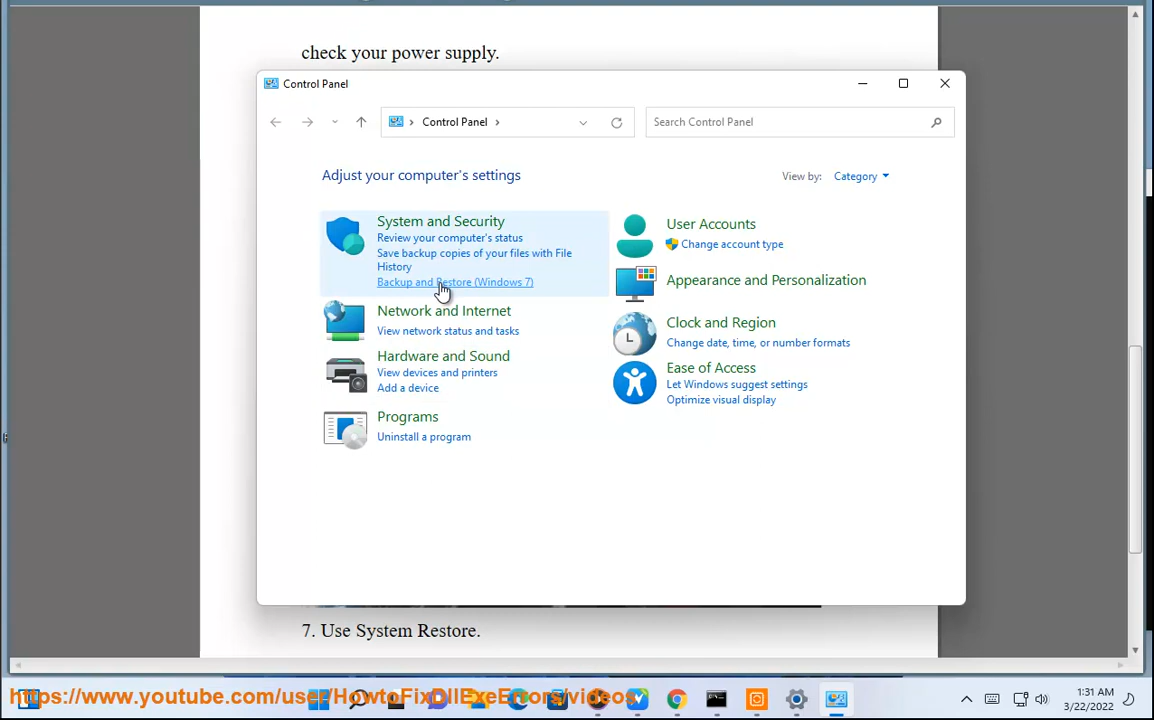 check your power supply.
Control Panel
Control Panel
Search Control Panel
Adjust your computer's settings
View by: Category
System and Security
Review your computer's status
Save backup copies of your files with File
History
Backup and Restore (Windows 7)
Network and Internet
View network status and tasks
Hardware and Sound
View devices and printers
Add a device
Programs
Uninstall a program
User Accounts
Change account type
Appearance and Personalization
Clock and Region
Change date, time, or number formats
Ease of Access
Let Windows suggest settings
Optimize visual display
7. Use System Restore.
https://www.youtube.com/user/HowtoFixDllExeErrors/videos
1:31 AM
3/22/2022